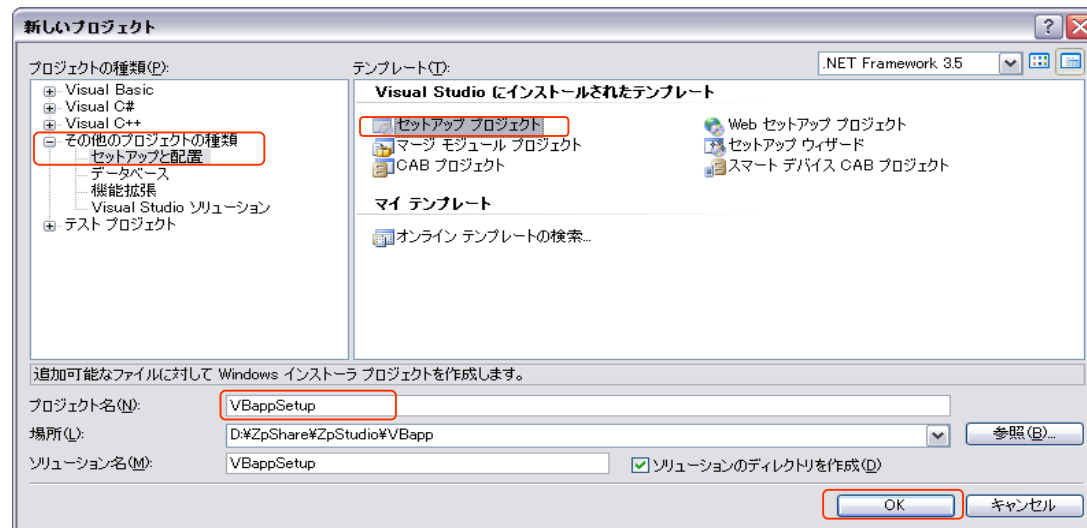 新しいプロジェクト
プロジェクトの種類(P):
テンプレート(T):
.NET Framework 3.5
Visual Basic
Visual C#
Visual C++
その他のプロジェクトの種類
セットアップと配置
データベース
機能拡張
Visual Studio ソリューション
テスト プロジェクト
Visual Studio にインストールされたテンプレート
セットアップ プロジェクト
Web セットアップ プロジェクト
マージ モジュール プロジェクト
セットアップ ウィザード
CAB プロジェクト
スマート デバイス CAB プロジェクト
マイ テンプレート
オンライン テンプレートの検索...
追加可能なファイルに対して Windows インストーラ プロジェクトを作成します。
プロジェクト名(N):
VBappSetup
場所(L):
D:¥ZpShare¥ZpStudio¥VBapp
参照(B)...
ソリューション名(M):
VBappSetup
ソリューションのディレクトリを作成(D)
OK
キャンセル